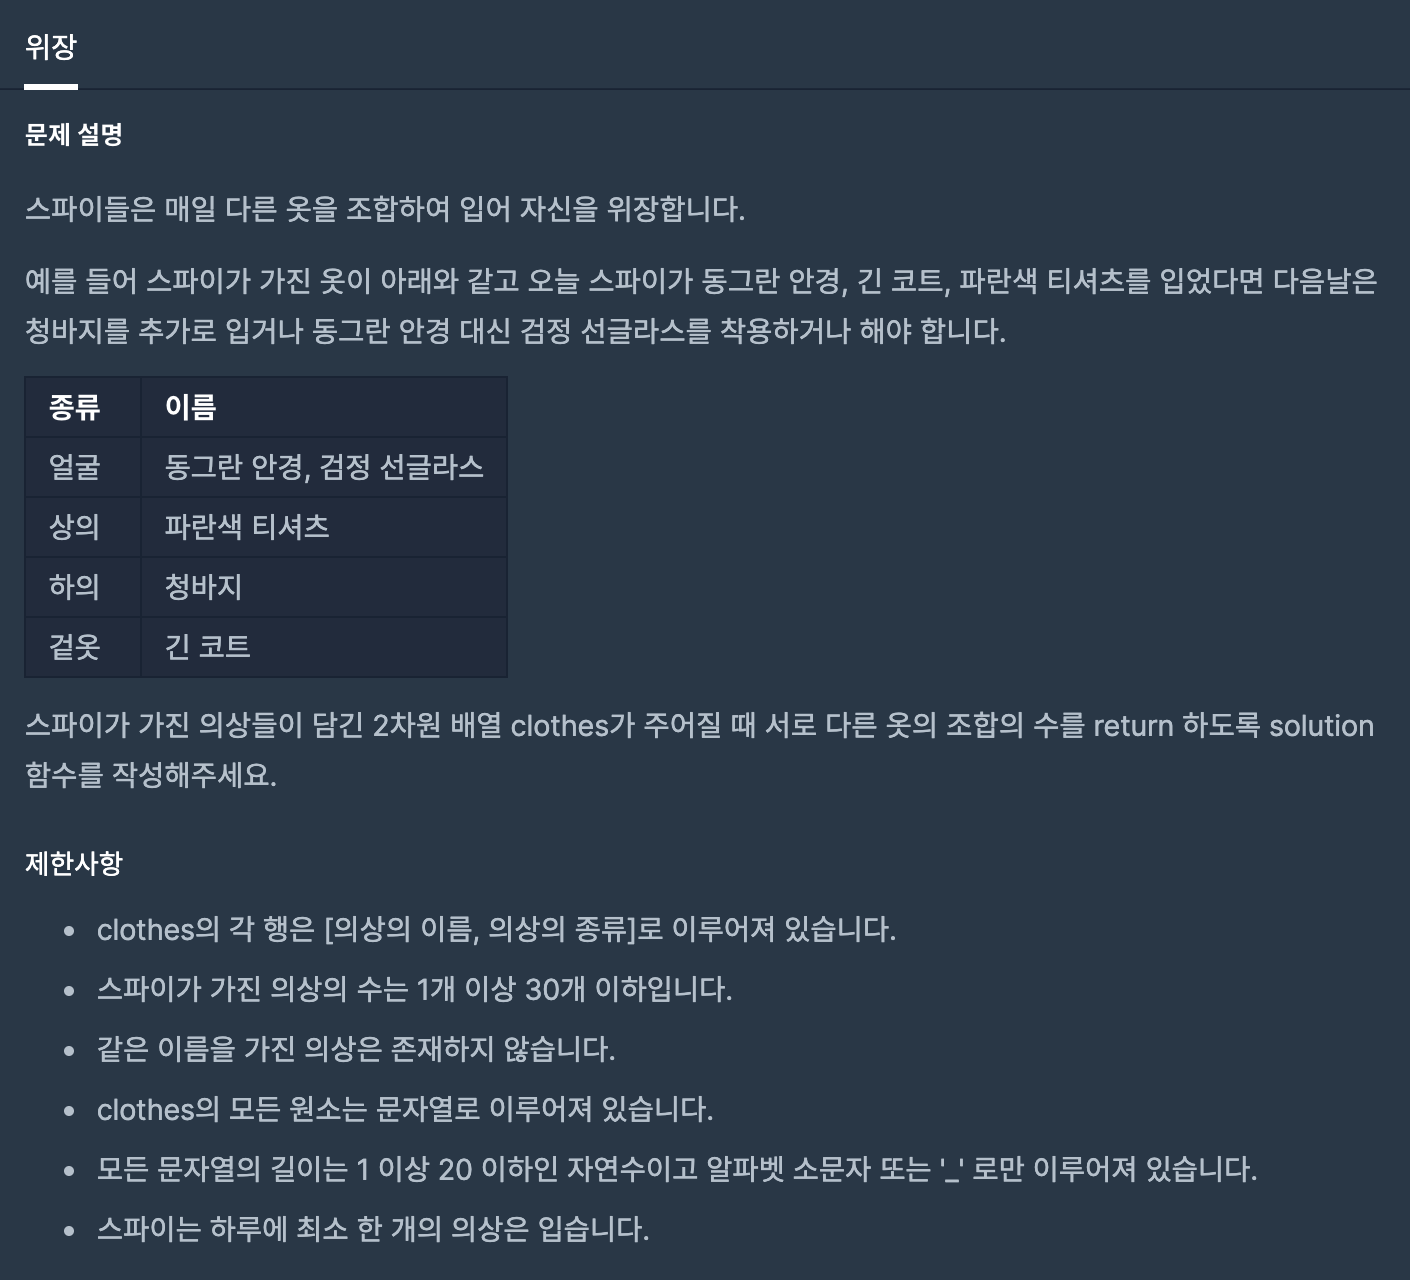 위장
문제 설명
스파이들은 매일 다른 옷을 조합하여 입어 자신을 위장합니다.
예를 들어 스파이가 가진 옷이 아래와 같고 오늘 스파이가 동그란 안경, 긴 코트, 파란색 티셔츠를 입었다면 다음날은
청바지를 추가로 입거나 동그란 안경 대신 검정 선글라스를 착용하거나 해야 합니다.
종류 이름
얼굴 동그란 안경, 검정 선글라스
상의 파란색 티셔츠
하의 청바지
겉옷 긴 코트
스파이가 가진 의상들이 담긴 2차원 배열 clothes가 주어질 때 서로 다른 옷의 조합의 수를 return 하도록 solution
함수를 작성해주세요.
제한사항
• clothes의 각 행은 [의상의 이름, 의상의 종류]로 이루어져 있습니다.
• 스파이가 가진 의상의 수는 1개 이상 30개 이하입니다.
• 같은 이름을 가진 의상은 존재하지 않습니다.
• clothes의 모든 원소는 문자열로 이루어져 있습니다.
• 모든 문자열의 길이는 1 이상 20 이하인 자연수이고 알파벳 소문자 또는 '_' 로만 이루어져 있습니다.
• 스파이는 하루에 최소 한 개의 의상은 입습니다.